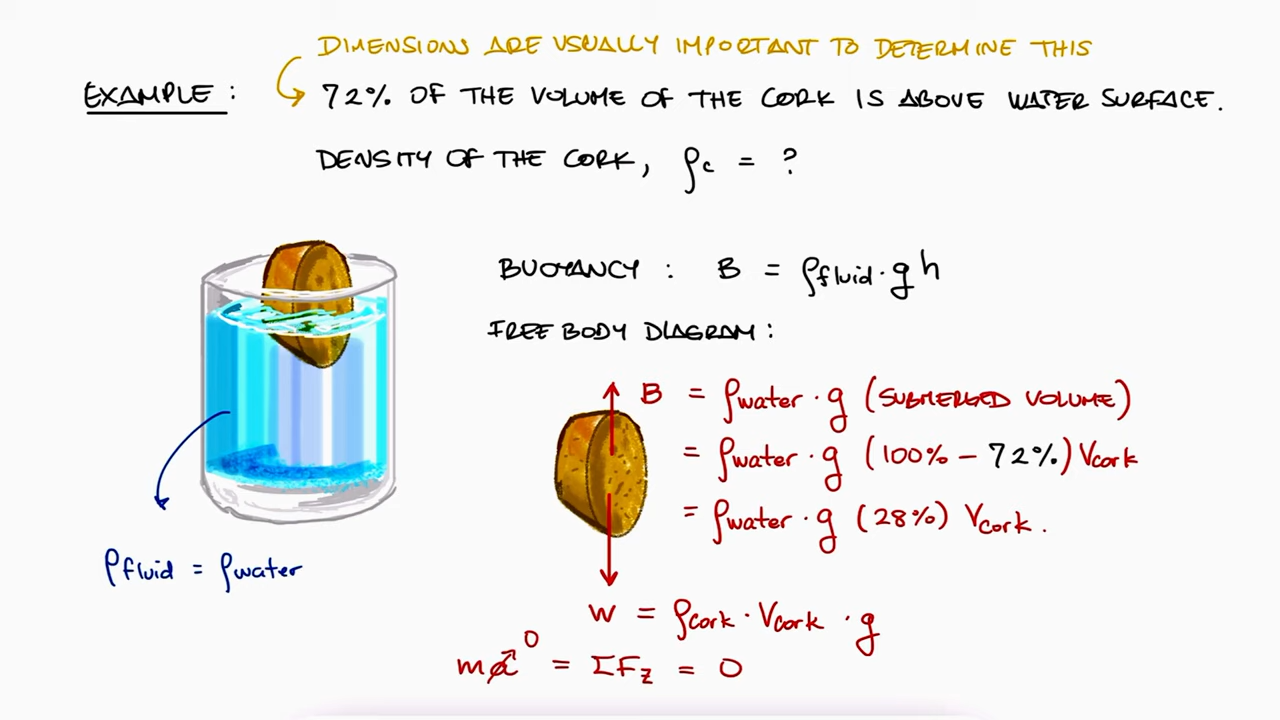 DIMENSIONS ARE USUALLY IMPORTANT TO DETERMINE THIS
EXAMPLE : 72% OF THE VOLUME OF THE CORK IS ABOVE WATER SURFACE.
DENSITY OF THE CORK, ρc = ?
BUOYANCY : B = ρfluid · g h
FREE BODY DIAGRAM :
B = ρwater · g (SUBMERGED VOLUME)
= ρwater · g (100% - 72%) Vcork
= ρwater · g (28%) Vcork .
ρfluid = ρwater
W = ρcork · Vcork · g
ma 0 = ΣFz = 0